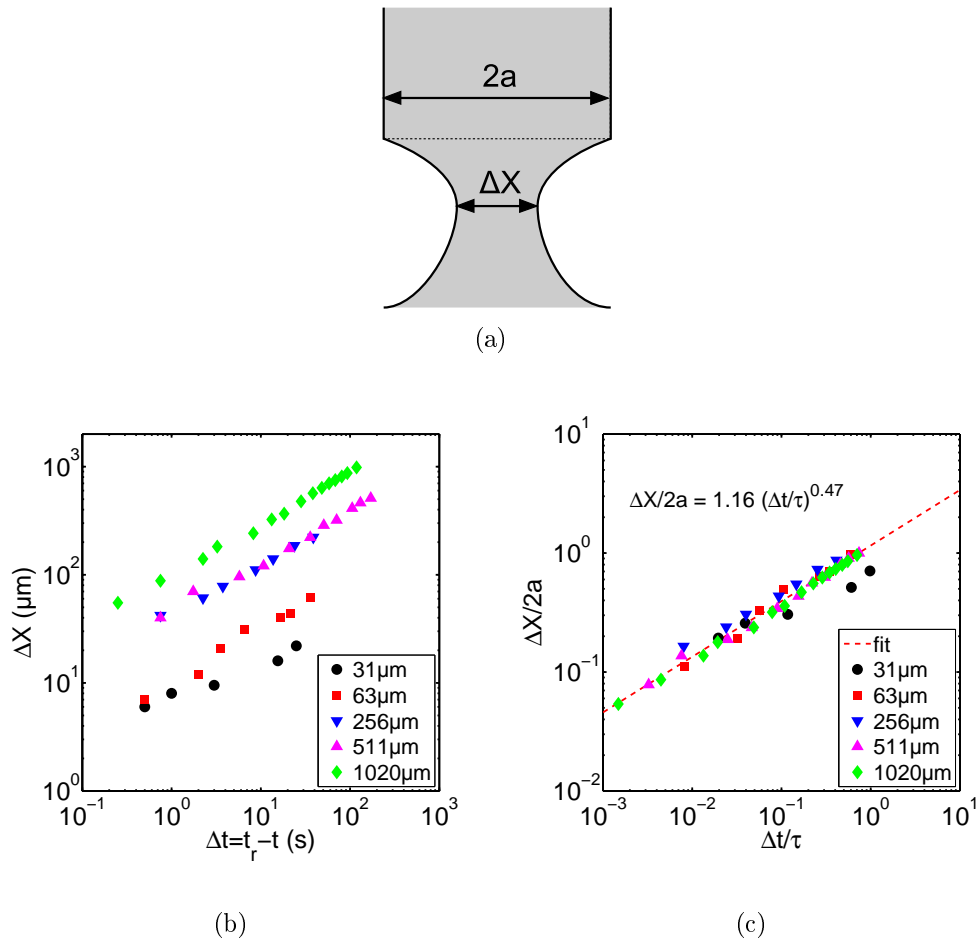 2a
ΔX
(a)
10³
10²
10¹
10⁰
ΔX (μm)
10⁻¹ 10⁰ 10¹ 10² 10³
Δt=tᵣ−t (s)
31μm
63μm
256μm
511μm
1020μm
(b)
10¹
10⁰
10⁻¹
10⁻²
ΔX/2a
ΔX/2a = 1.16 (Δt/τ)⁰·⁴⁷
10⁻³ 10⁻² 10⁻¹ 10⁰ 10¹
Δt/τ
fit
31μm
63μm
256μm
511μm
1020μm
(c)